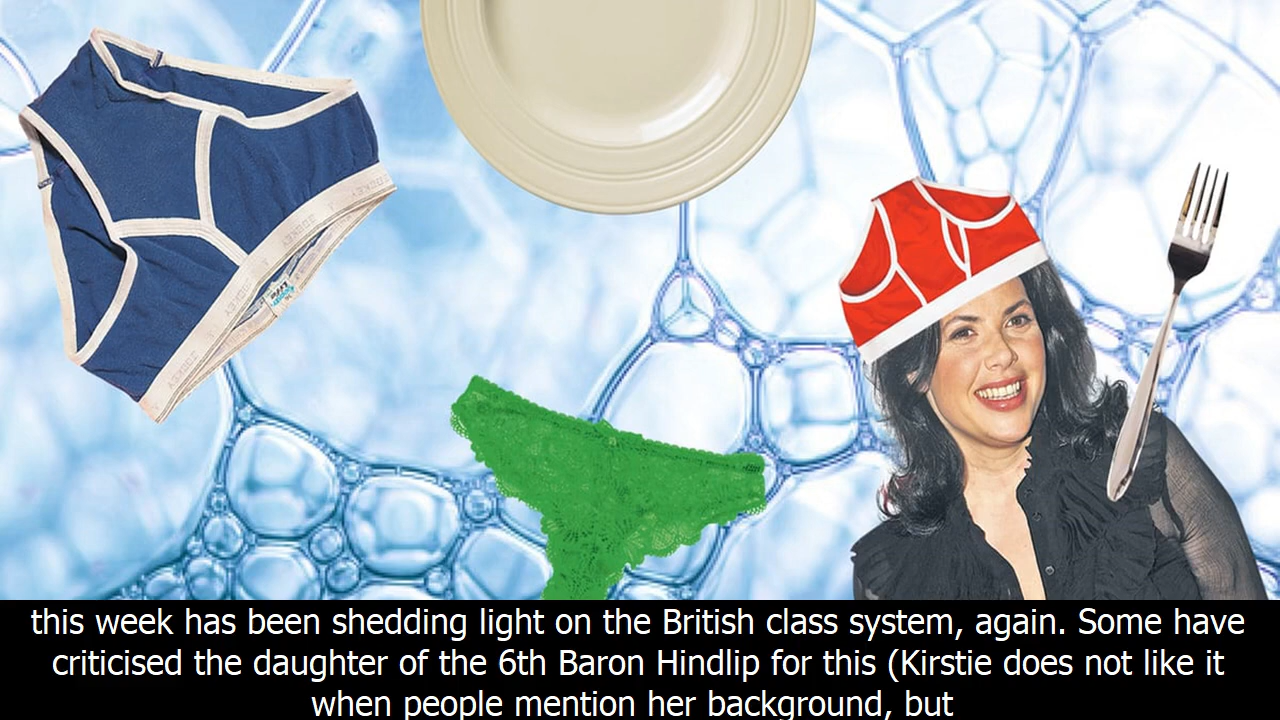 JOCKEY
this week has been shedding light on the British class system, again. Some have
criticised the daughter of the 6th Baron Hindlip for this (Kirstie does not like it
when people mention her background, but